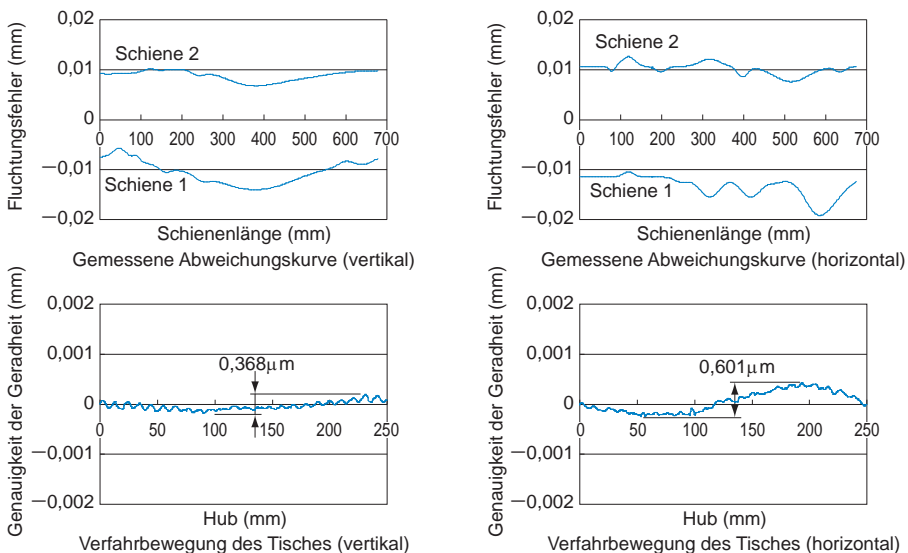 Fluchtungsfehler (mm)
0,02
0,01
0
−0,01
−0,02
Schiene 2
0 100 200 300 400 500 600 700
Schiene 1
Schienenlänge (mm)
Gemessene Abweichungskurve (vertikal)
Fluchtungsfehler (mm)
0,02
0,01
0
−0,01
−0,02
Schiene 2
0 100 200 300 400 500 600 700
Schiene 1
Schienenlänge (mm)
Gemessene Abweichungskurve (horizontal)
Genauigkeit der Geradheit (mm)
0,002
0,001
0
−0,001
−0,002
0,368μm
0 50 100 150 200 250
Hub (mm)
Verfahrbewegung des Tisches (vertikal)
Genauigkeit der Geradheit (mm)
0,002
0,001
0
−0,001
−0,002
0,601μm
0 50 100 150 200 250
Hub (mm)
Verfahrbewegung des Tisches (horizontal)